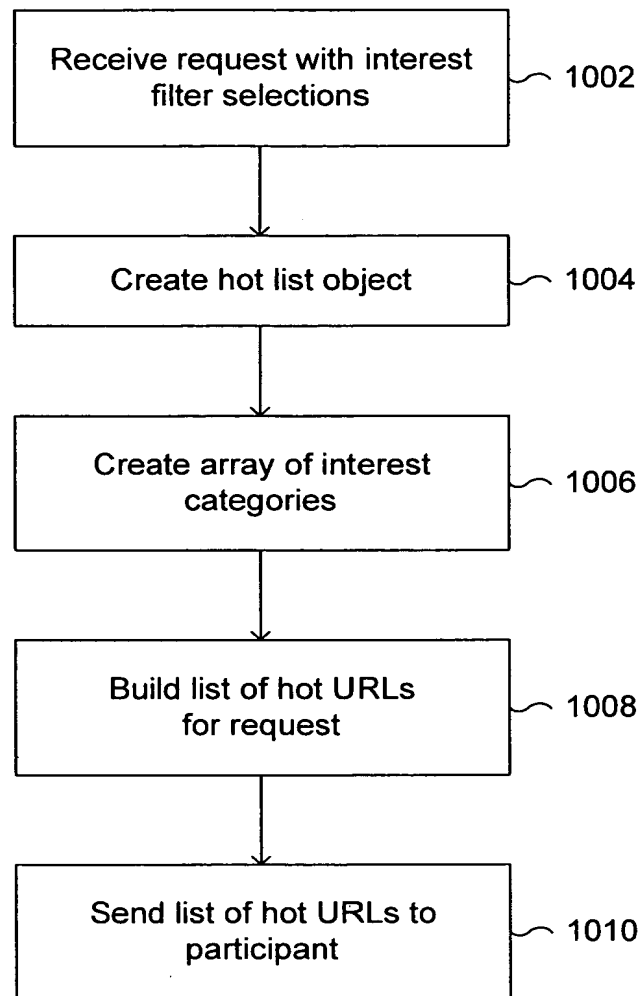 Receive request with interest
filter selections
1002
Create hot list object
1004
Create array of interest
categories
1006
Build list of hot URLs
for request
1008
Send list of hot URLs to
participant
1010